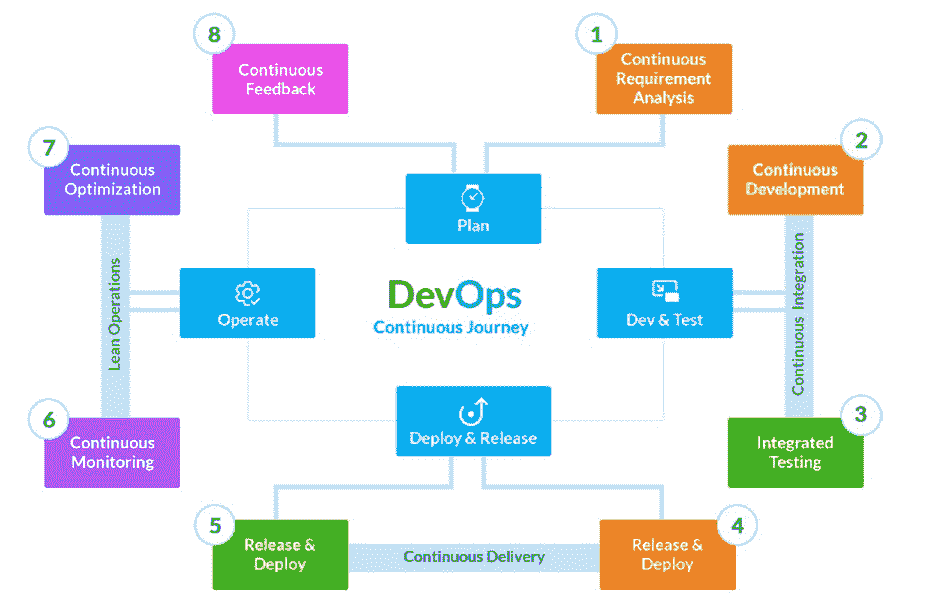 8
Continuous
Feedback
1
Continuous
Requirement
Analysis
7
Continuous
Optimization
2
Continuous
Development
Plan
Lean Operations
Operate
DevOps
Continuous Journey
Dev & Test
Continuous Integration
6
Continuous
Monitoring
Deploy & Release
3
Integrated
Testing
5
Release &
Deploy
Continuous Delivery
4
Release &
Deploy